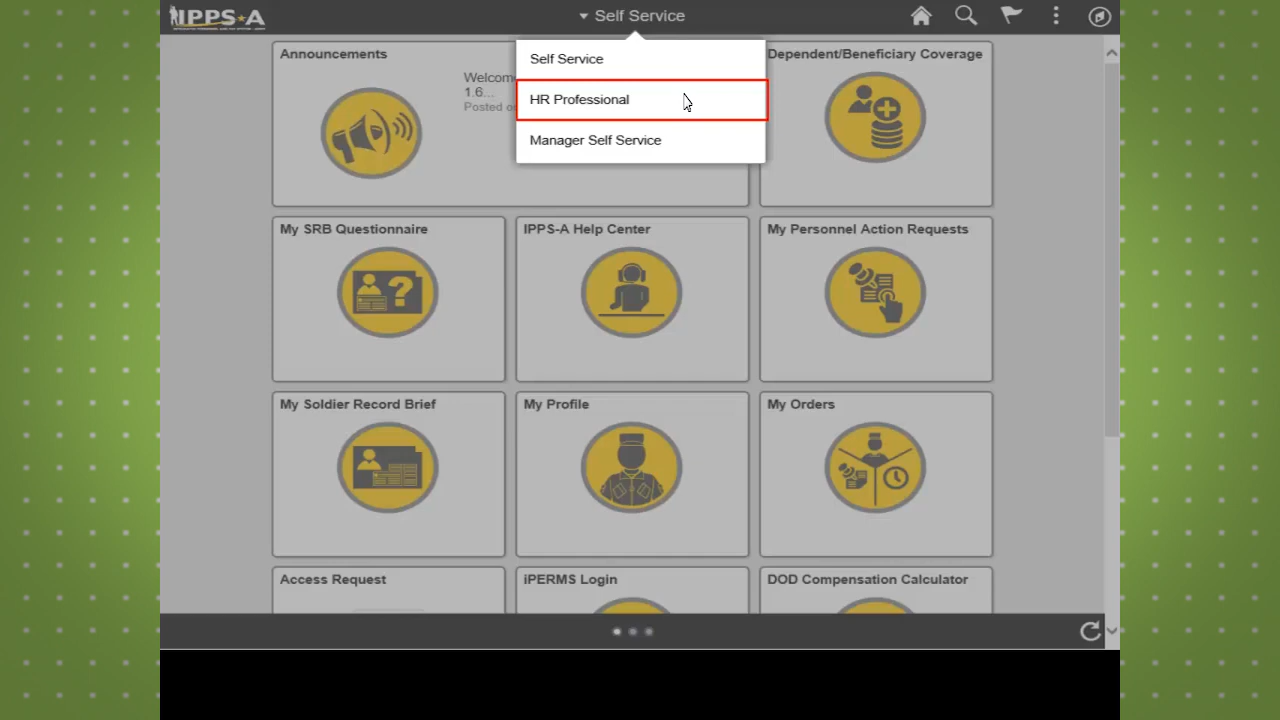 IPPS-A
Self Service
Announcements
Welcom
1.6...
Posted o
Self Service
HR Professional
Manager Self Service
Dependent/Beneficiary Coverage
My SRB Questionnaire
IPPS-A Help Center
My Personnel Action Requests
My Soldier Record Brief
My Profile
My Orders
Access Request
iPERMS Login
DOD Compensation Calculator